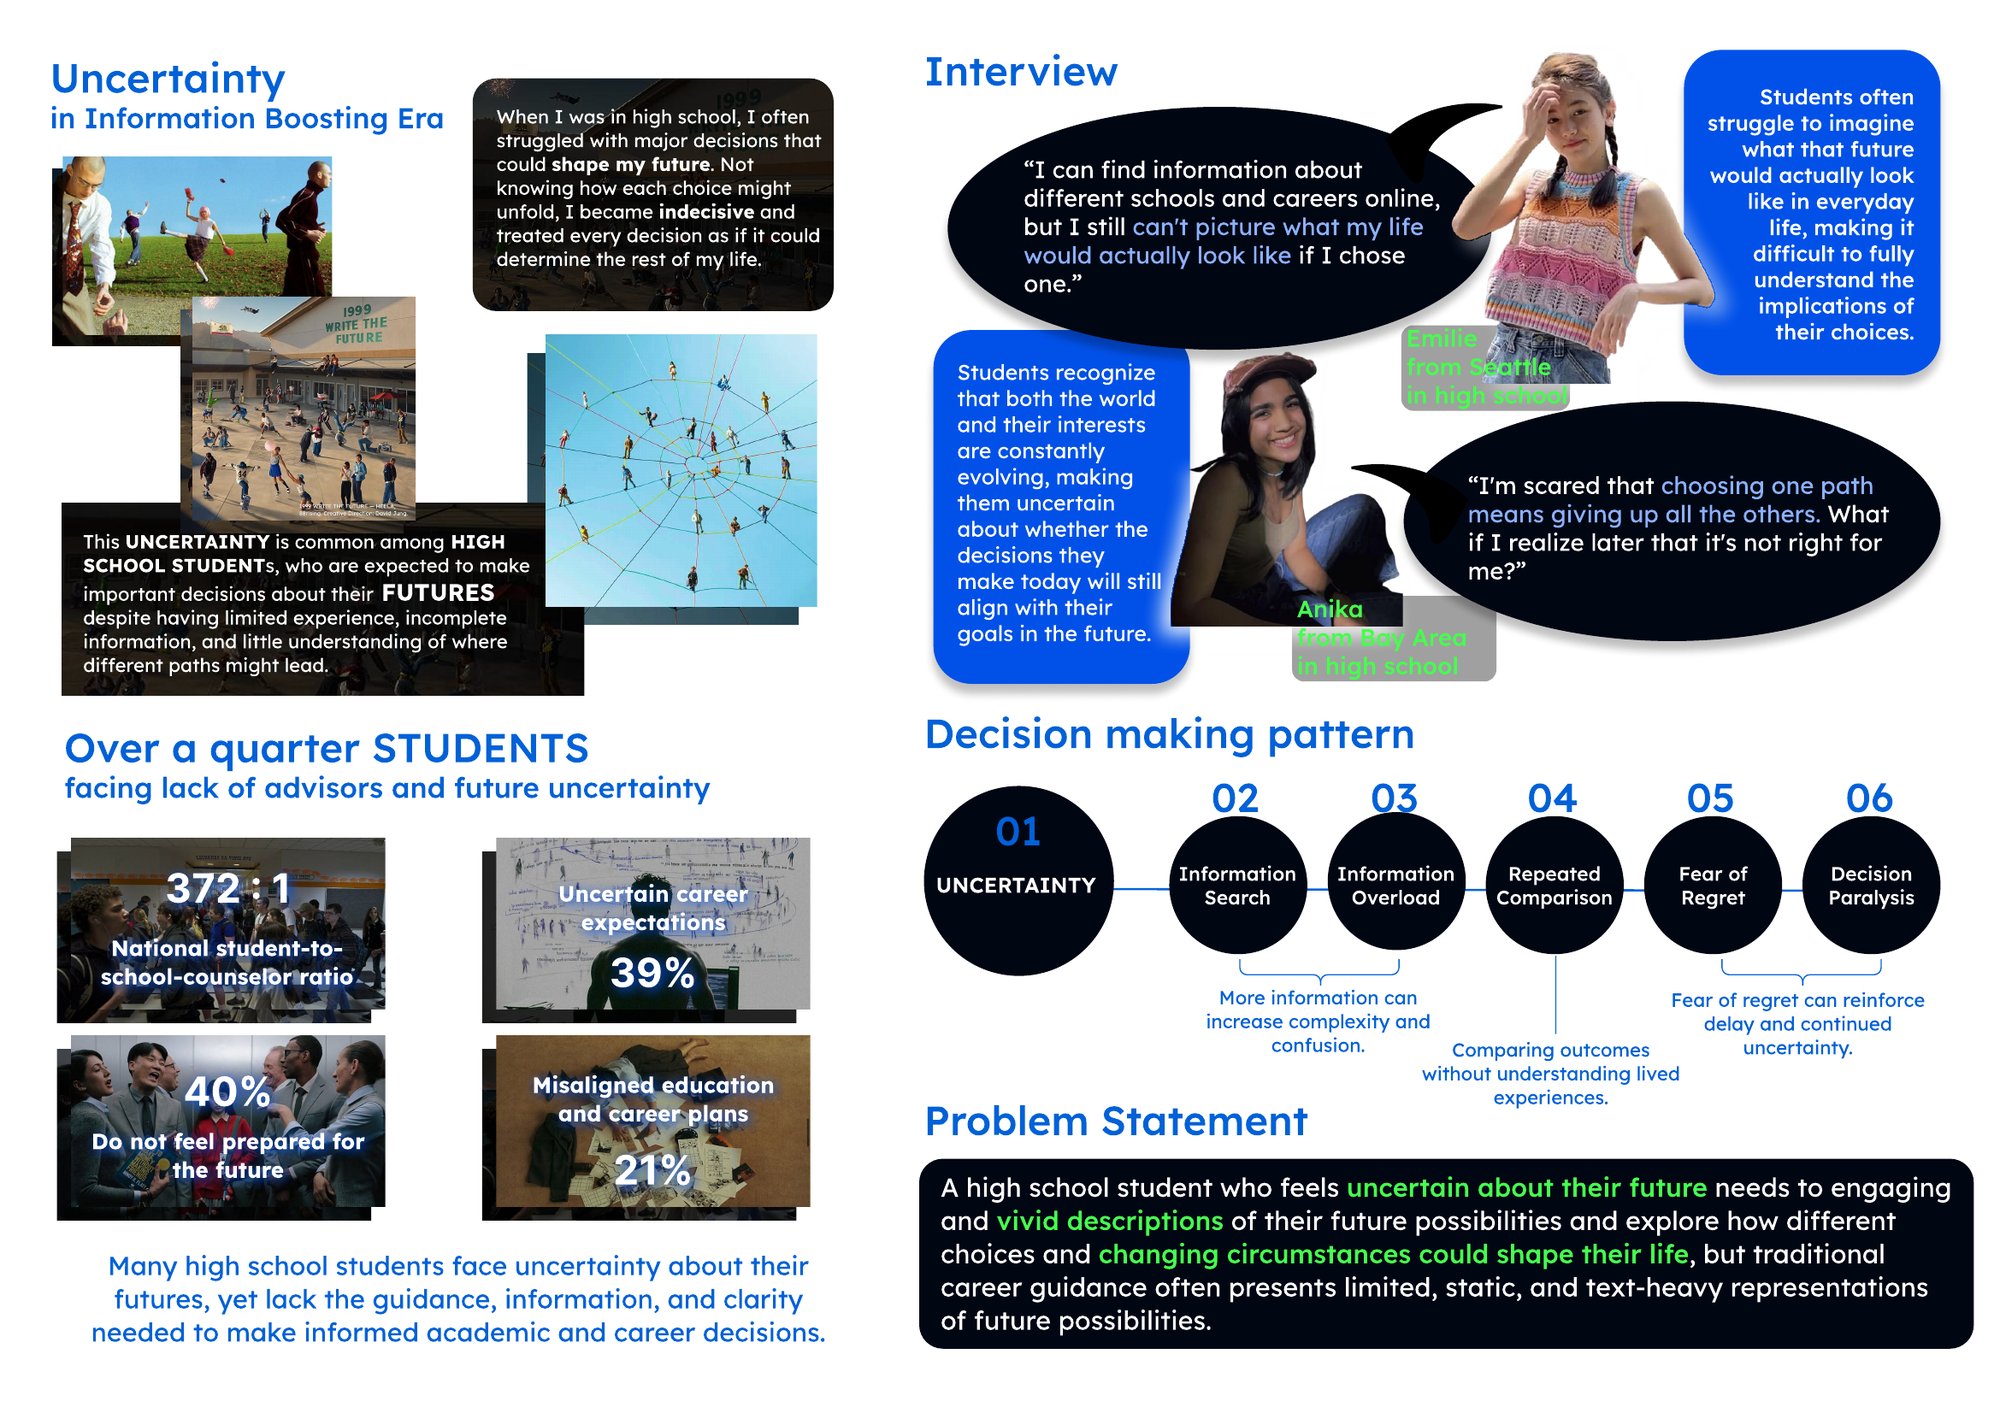 Uncertainty
in Information Boosting Era
When I was in high school, I often
struggled with major decisions that
could shape my future. Not
knowing how each choice might
unfold, I became indecisive and
treated every decision as if it could
determine the rest of my life.
1999
WRITE THE
FUTURE
1999 WRITE THE FUTURE
88rising. Creative Direction: David Jung.
This UNCERTAINTY is common among HIGH
SCHOOL STUDENTs, who are expected to make
important decisions about their FUTURES
despite having limited experience, incomplete
information, and little understanding of where
different paths might lead.
Over a quarter STUDENTS
facing lack of advisors and future uncertainty
372 : 1
National student-to-
school-counselor ratio
Uncertain career
expectations
39%
40%
Do not feel prepared for
the future
Misaligned education
and career plans
21%
Many high school students face uncertainty about their
futures, yet lack the guidance, information, and clarity
needed to make informed academic and career decisions.
Interview
“I can find information about
different schools and careers online,
but I still can't picture what my life
would actually look like if I chose
one.”
Students often
struggle to imagine
what that future
would actually look
like in everyday
life, making it
difficult to fully
understand the
implications of
their choices.
Emilie
from Seattle
in high school
Students recognize
that both the world
and their interests
are constantly
evolving, making
them uncertain
about whether the
decisions they
make today will still
align with their
goals in the future.
“I'm scared that choosing one path
means giving up all the others. What
if I realize later that it's not right for
me?”
Anika
from Bay Area
in high school
Decision making pattern
01
UNCERTAINTY
02
Information
Search
03
Information
Overload
04
Repeated
Comparison
05
Fear of
Regret
06
Decision
Paralysis
More information can
increase complexity and
confusion.
Comparing outcomes
without understanding lived
experiences.
Fear of regret can reinforce
delay and continued
uncertainty.
Problem Statement
A high school student who feels uncertain about their future needs to engaging
and vivid descriptions of their future possibilities and explore how different
choices and changing circumstances could shape their life, but traditional
career guidance often presents limited, static, and text-heavy representations
of future possibilities.